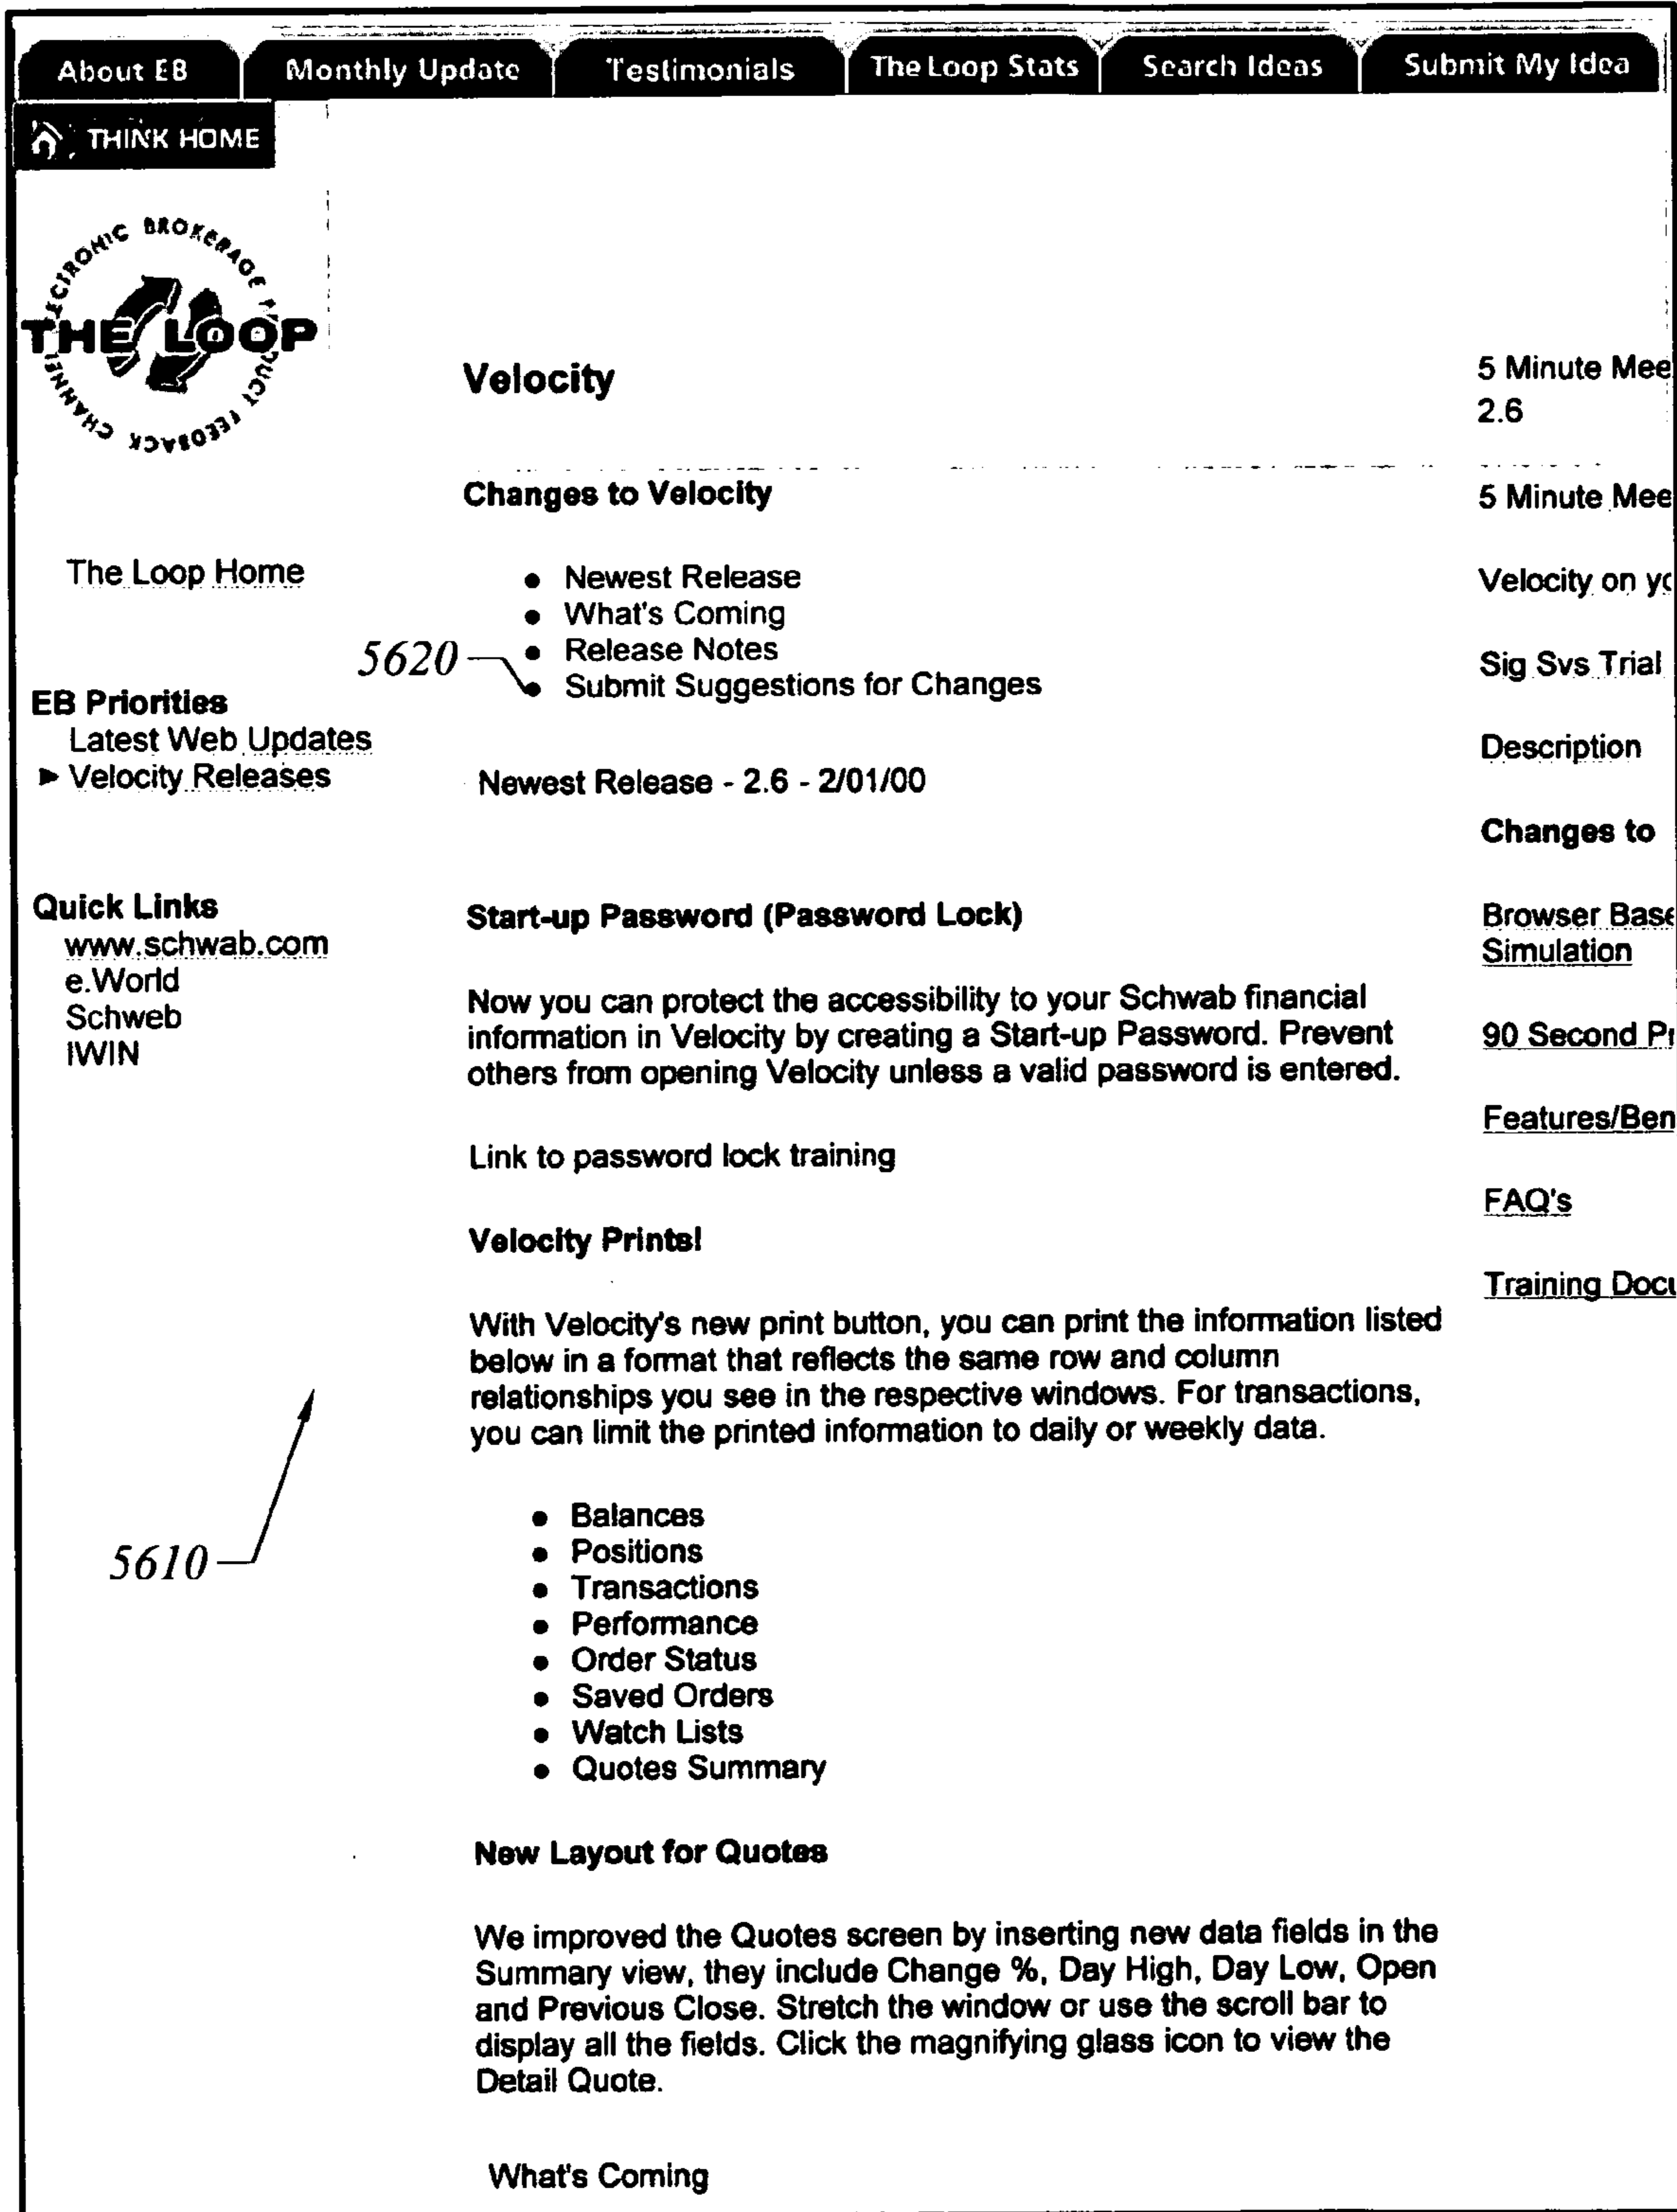 About EB
Monthly Update
Testimonials
The Loop Stats
Search Ideas
Submit My Idea
THINK HOME
BROKERAGE
THE LOOP
FEEDBACK CHANNEL
The Loop Home
EB Priorities
Latest Web Updates
Velocity Releases
Quick Links
www.schwab.com
e.World
Schweb
IWIN
5610
Velocity
Changes to Velocity
• Newest Release
• What's Coming
• Release Notes
5620
• Submit Suggestions for Changes
Newest Release - 2.6 - 2/01/00
Start-up Password (Password Lock)
Now you can protect the accessibility to your Schwab financial
information in Velocity by creating a Start-up Password. Prevent
others from opening Velocity unless a valid password is entered.
Link to password lock training
Velocity Prints!
With Velocity's new print button, you can print the information listed
below in a format that reflects the same row and column
relationships you see in the respective windows. For transactions,
you can limit the printed information to daily or weekly data.
• Balances
• Positions
• Transactions
• Performance
• Order Status
• Saved Orders
• Watch Lists
• Quotes Summary
New Layout for Quotes
We improved the Quotes screen by inserting new data fields in the
Summary view, they include Change %, Day High, Day Low, Open
and Previous Close. Stretch the window or use the scroll bar to
display all the fields. Click the magnifying glass icon to view the
Detail Quote.
What's Coming
5 Minute Mee
2.6
5 Minute Mee
Velocity on yo
Sig Svs Trial
Description
Changes to
Browser Base
Simulation
90 Second
Features/Ben
FAQ's
Training Docu